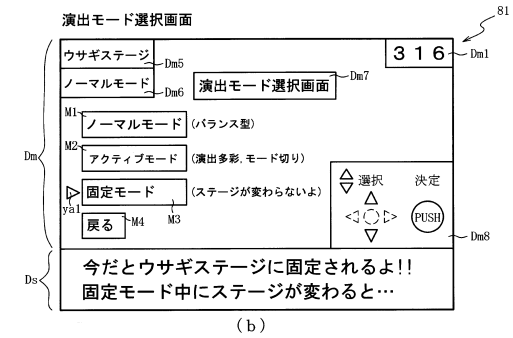 演出モード選択画面
81
ウサギステージ
Dm5
316
Dm1
ノーマルモード
Dm6
演出モード選択画面
Dm7
M1
ノーマルモード
(バランス型)
M2
アクティブモード
(演出多彩,モード切り)
Dm
固定モード
(ステージが変わらないよ)
ya1
M3
戻る
M4
選択
決定
PUSH
Dm8
Ds
今だとウサギステージに固定されるよ!!
固定モード中にステージが変わると…
(b)